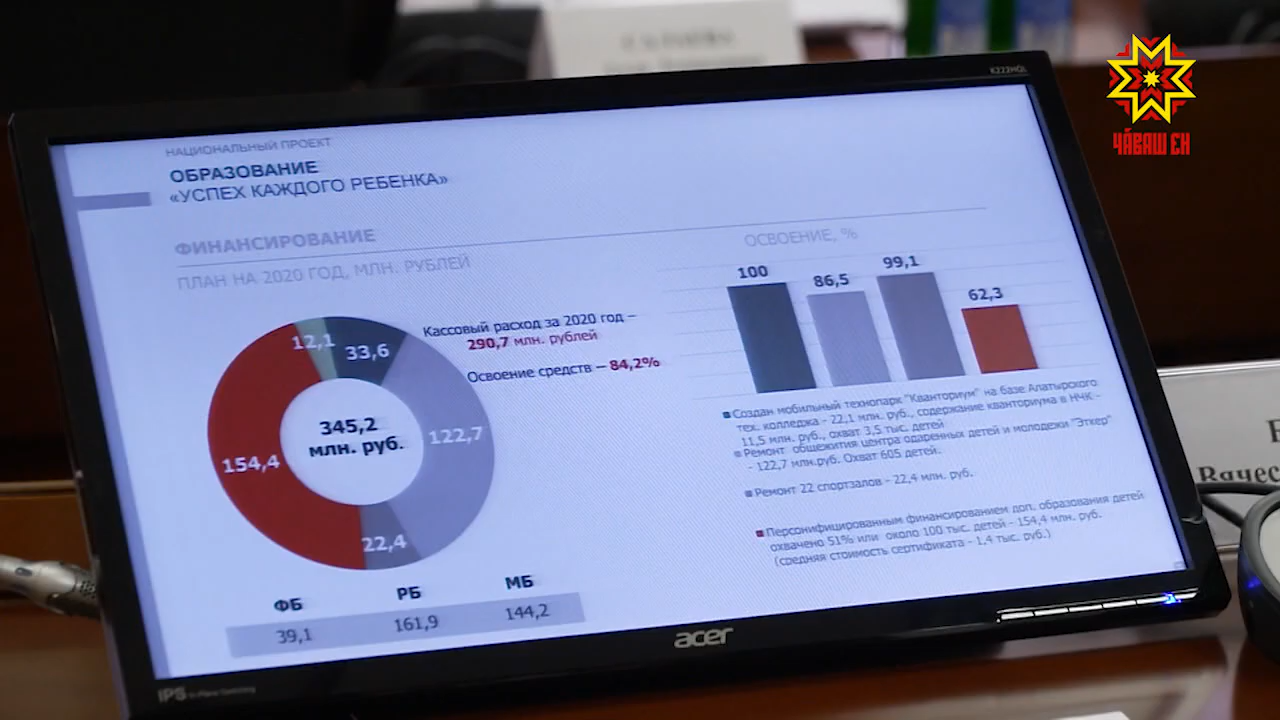 K222HQL
ЧĂВАШ ЕН
НАЦИОНАЛЬНЫЙ ПРОЕКТ
ОБРАЗОВАНИЕ
«УСПЕХ КАЖДОГО РЕБЕНКА»
ФИНАНСИРОВАНИЕ
ПЛАН НА 2020 ГОД, МЛН. РУБЛЕЙ
12,1
33,6
122,7
22,4
154,4
345,2
млн. руб.
Кассовый расход за 2020 год –
290,7 млн. рублей
Освоение средств – 84,2%
ФБ РБ МБ
39,1 161,9 144,2
ОСВОЕНИЕ, %
100 86,5 99,1 62,3
Создан мобильный технопарк "Кванториум" на базе Алатырского
тех. колледжа - 22,1 млн. руб., содержание кванториума в НЧК -
11,5 млн. руб., охват 3,5 тыс. детей
Ремонт общежития центра одаренных детей и молодежи "Эткер"
- 122,7 млн.руб. Охват 605 детей.
Ремонт 22 спортзалов - 22,4 млн. руб.
Персонифицированным финансированием доп. образования детей
охвачено 51% или около 100 тыс. детей - 154,4 млн. руб.
(средняя стоимость сертификата - 1,4 тыс. руб.)
acer
IPS